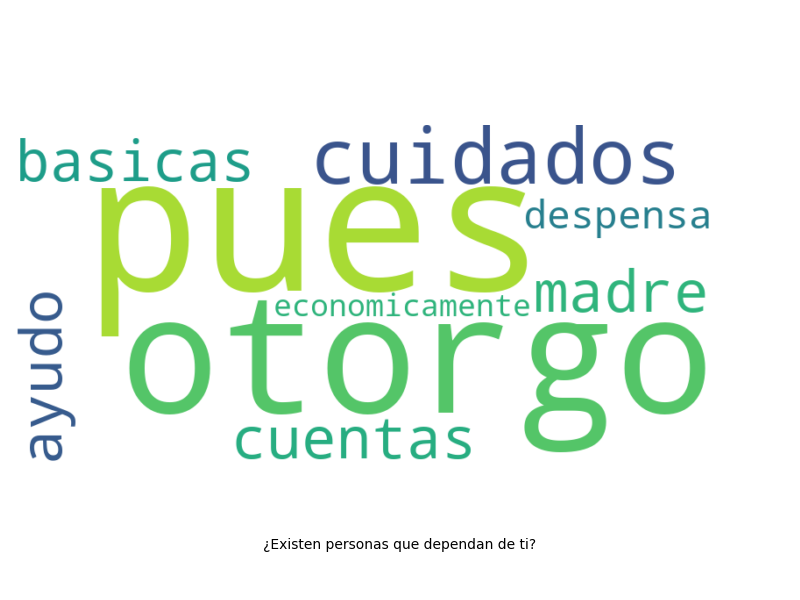 basicas
cuidados
pues
despensa
madre
economicamente
ayudo
otorgo
cuentas
¿Existen personas que dependan de ti?